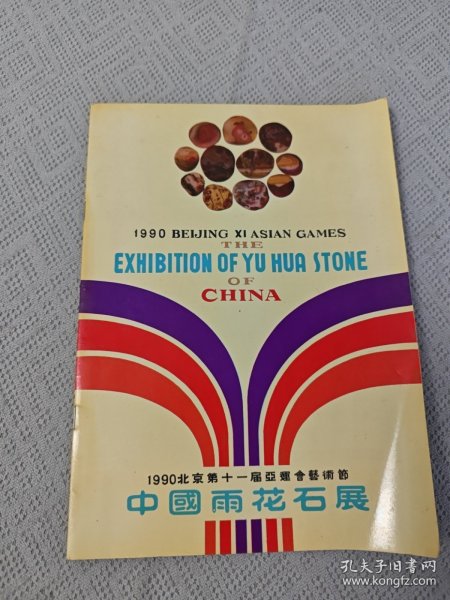 1990 BEIJING XI ASIAN GAMES
THE
EXHIBITION OF YU HUA STONE
OF
CHINA
1990北京第十一届亞運會藝術節
中國雨花石展
孔夫子旧书网
www.kongfz.com